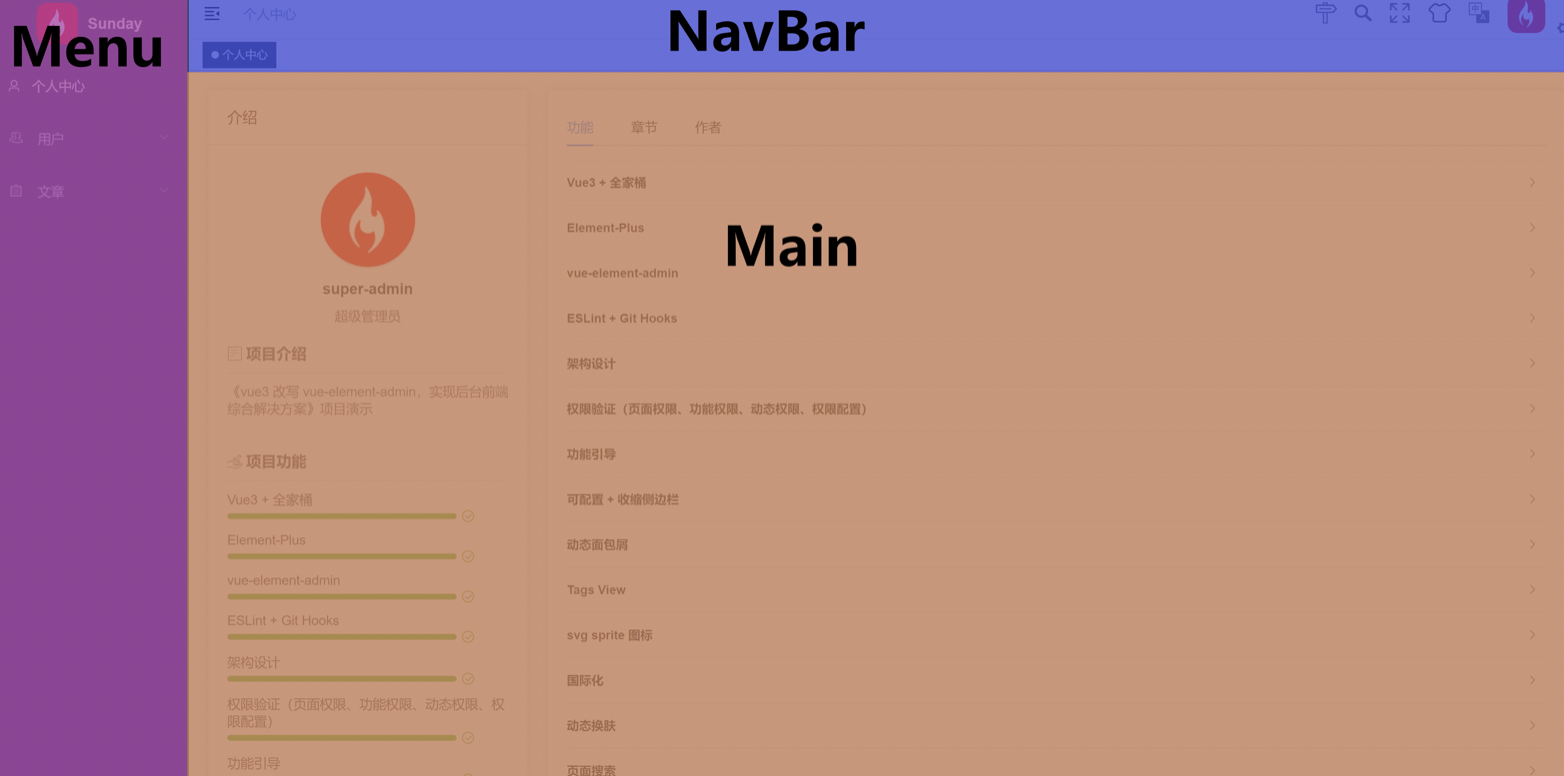 Sunday
Menu
个人中心
用户
文章
个人中心
NavBar
个人中心
介绍
super-admin
超级管理员
项目介绍
《vue3 改写 vue-element-admin，实现后台前端
综合解决方案》项目演示
项目功能
Vue3 + 全家桶
Element-Plus
vue-element-admin
ESLint + Git Hooks
架构设计
权限验证（页面权限、功能权限、动态权限、权
限配置）
功能引导
功能 章节 作者
Main
Vue3 + 全家桶
Element-Plus
vue-element-admin
ESLint + Git Hooks
架构设计
权限验证（页面权限、功能权限、动态权限、权限配置）
功能引导
可配置 + 收缩侧边栏
动态面包屑
Tags View
svg sprite 图标
国际化
动态换肤
页面搜索